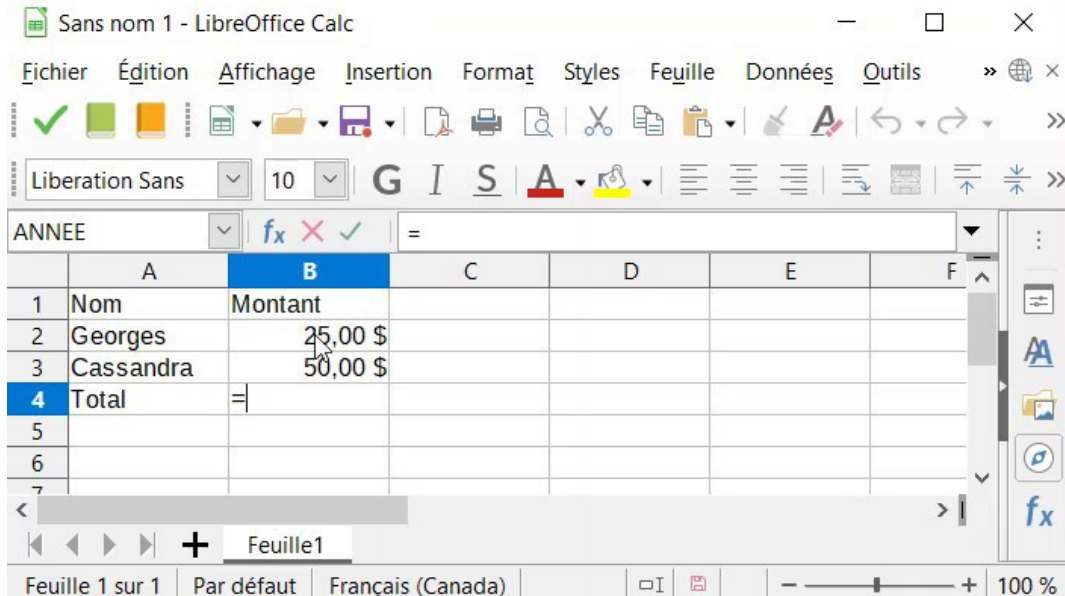 Sans nom 1 - LibreOffice Calc
Fichier Édition Affichage Insertion Format Styles Feuille Données Outils »
Liberation Sans 10 G I S A
ANNEE fx =
A B C D E F
1 Nom Montant
2 Georges 25,00 $
3 Cassandra 50,00 $
4 Total =
5
6
7
fx
Feuille1
Feuille 1 sur 1 Par défaut Français (Canada) 100 %